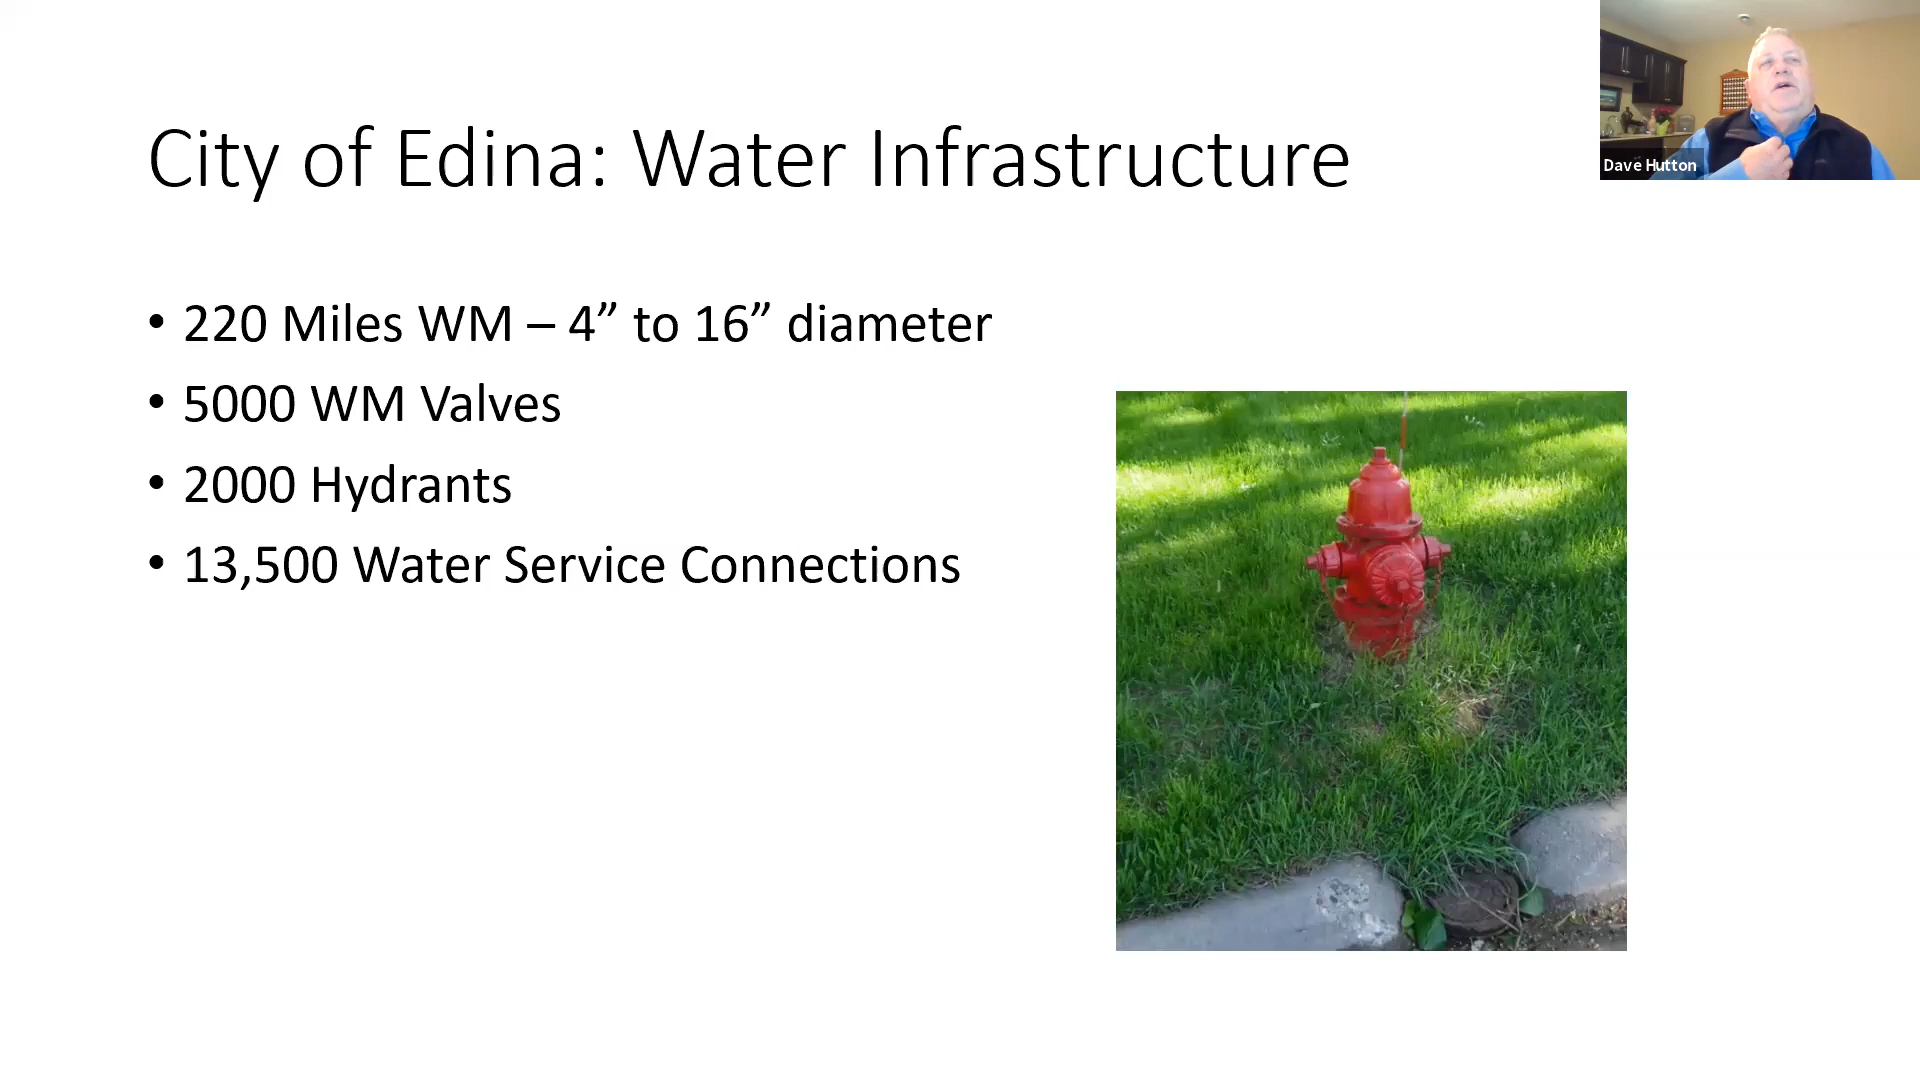 City of Edina: Water Infrastructure
• 220 Miles WM – 4” to 16” diameter
• 5000 WM Valves
• 2000 Hydrants
• 13,500 Water Service Connections
Dave Hutton